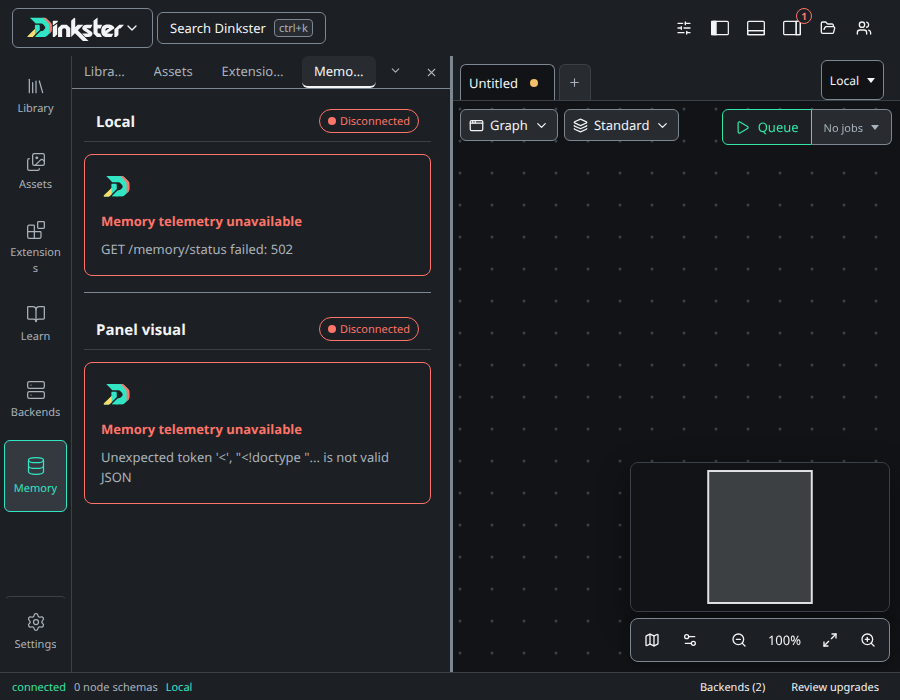 Dinkster
Search Dinkster ctrl+k
1
Libra... Assets Extensio... Memo...
Untitled
+
Local
Library
Assets
Extension
s
Learn
Backends
Memory
Settings
Local
Disconnected
Memory telemetry unavailable
GET /memory/status failed: 502
Panel visual
Disconnected
Memory telemetry unavailable
Unexpected token '<', "<!doctype "... is not valid
JSON
Graph
Standard
Queue
No jobs
100%
connected 0 node schemas Local
Backends (2) Review upgrades